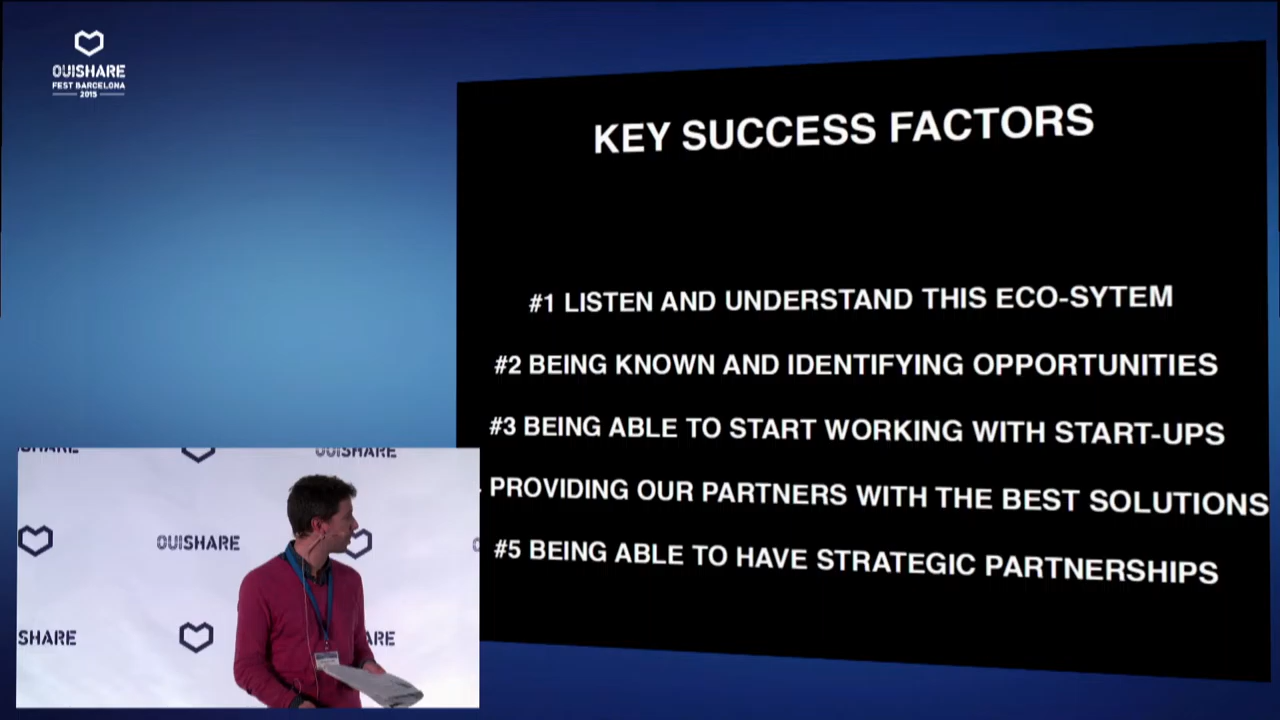 OUISHARE
FEST BARCELONA
2015
KEY SUCCESS FACTORS
#1 LISTEN AND UNDERSTAND THIS ECO-SYTEM
#2 BEING KNOWN AND IDENTIFYING OPPORTUNITIES
#3 BEING ABLE TO START WORKING WITH START-UPS
PROVIDING OUR PARTNERS WITH THE BEST SOLUTIONS
#5 BEING ABLE TO HAVE STRATEGIC PARTNERSHIPS
OUISHARE
OUISHARE
OUISHARE
SHARE
ARE